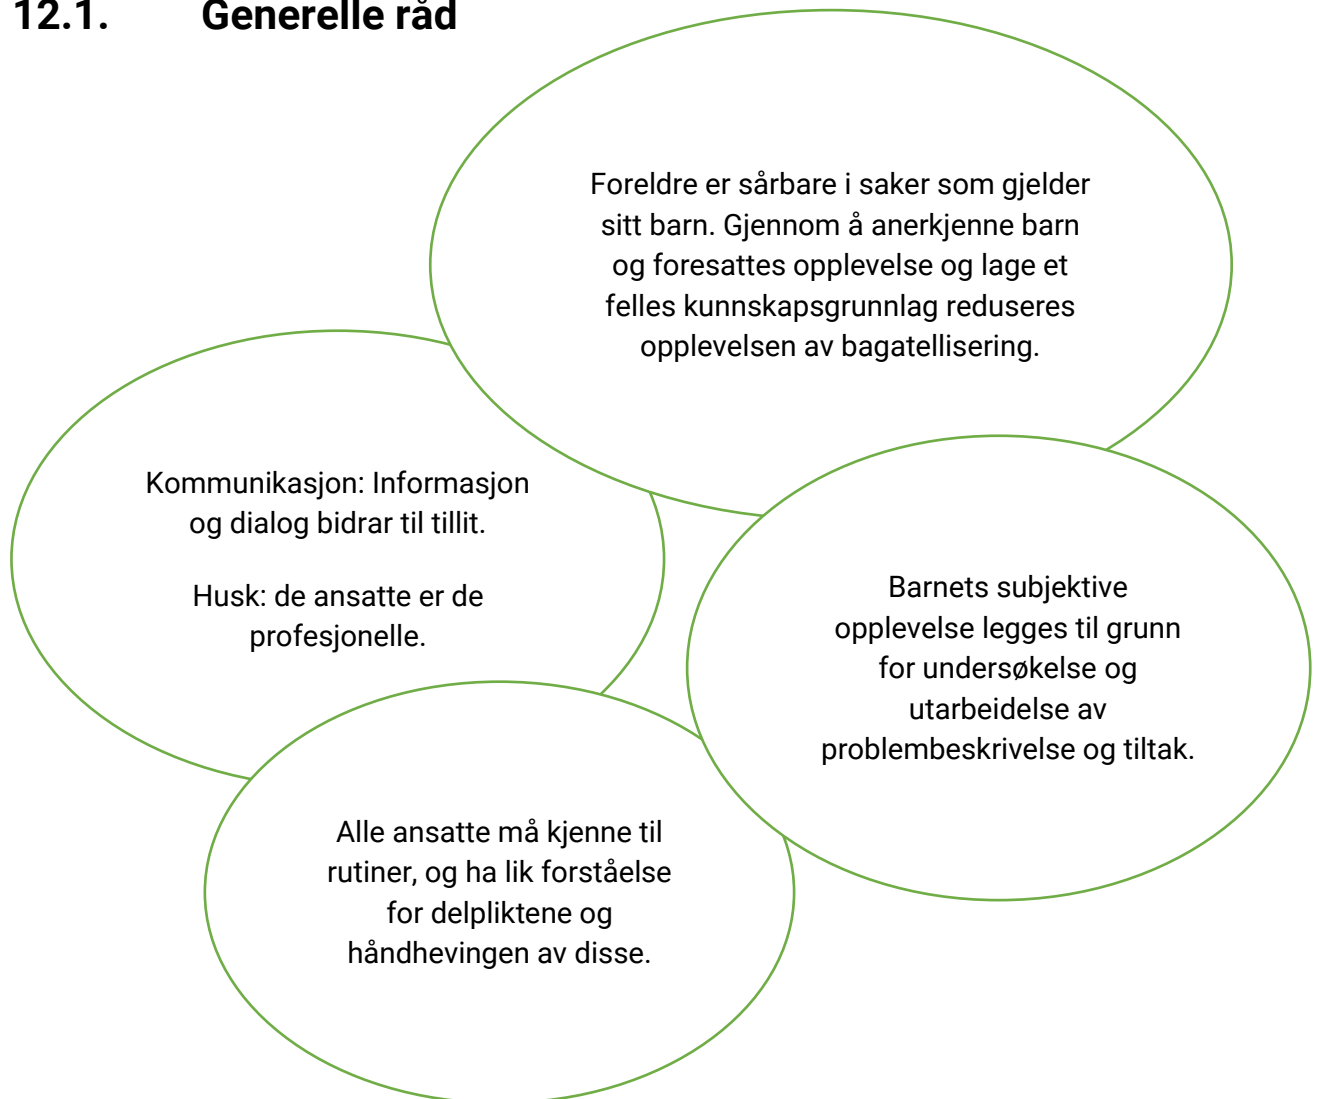 12.1. Generelle råd
Foreldre er sårbare i saker som gjelder
sitt barn. Gjennom å anerkjenne barn
og foresattes opplevelse og lage et
felles kunnskapsgrunnlag reduseres
opplevelsen av bagatellisering.
Kommunikasjon: Informasjon
og dialog bidrar til tillit.
Husk: de ansatte er de
profesjonelle.
Barnets subjektive
opplevelse legges til grunn
for undersøkelse og
utarbeidelse av
problembeskrivelse og tiltak.
Alle ansatte må kjenne til
rutiner, og ha lik forståelse
for delpliktene og
håndhevingen av disse.